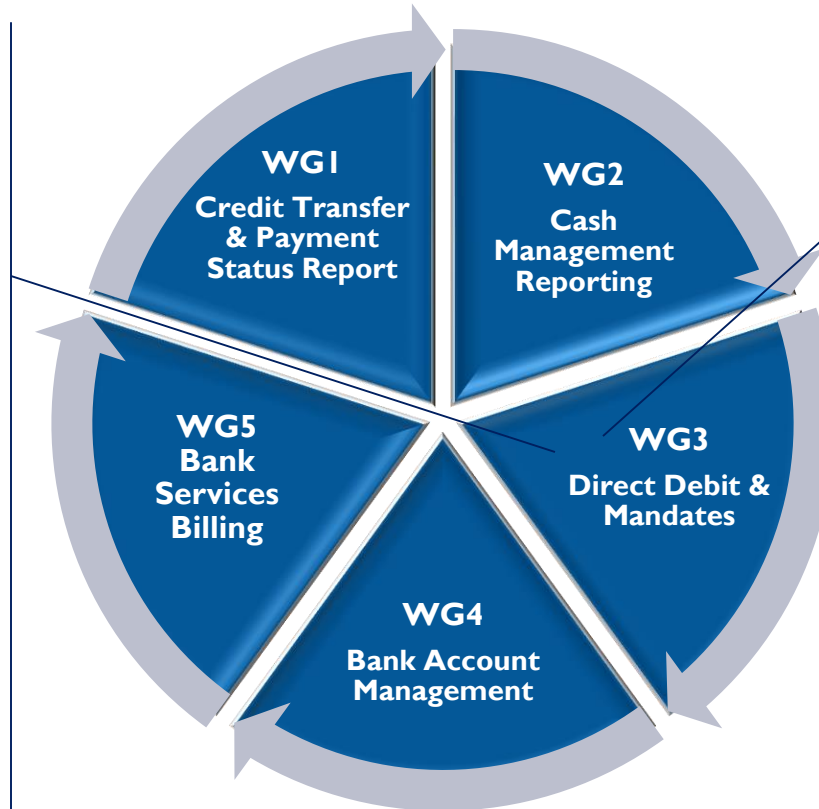 WG1
Credit Transfer
& Payment
Status Report
WG2
Cash
Management
Reporting
WG3
Direct Debit &
Mandates
WG4
Bank Account
Management
WG5
Bank
Services
Billing